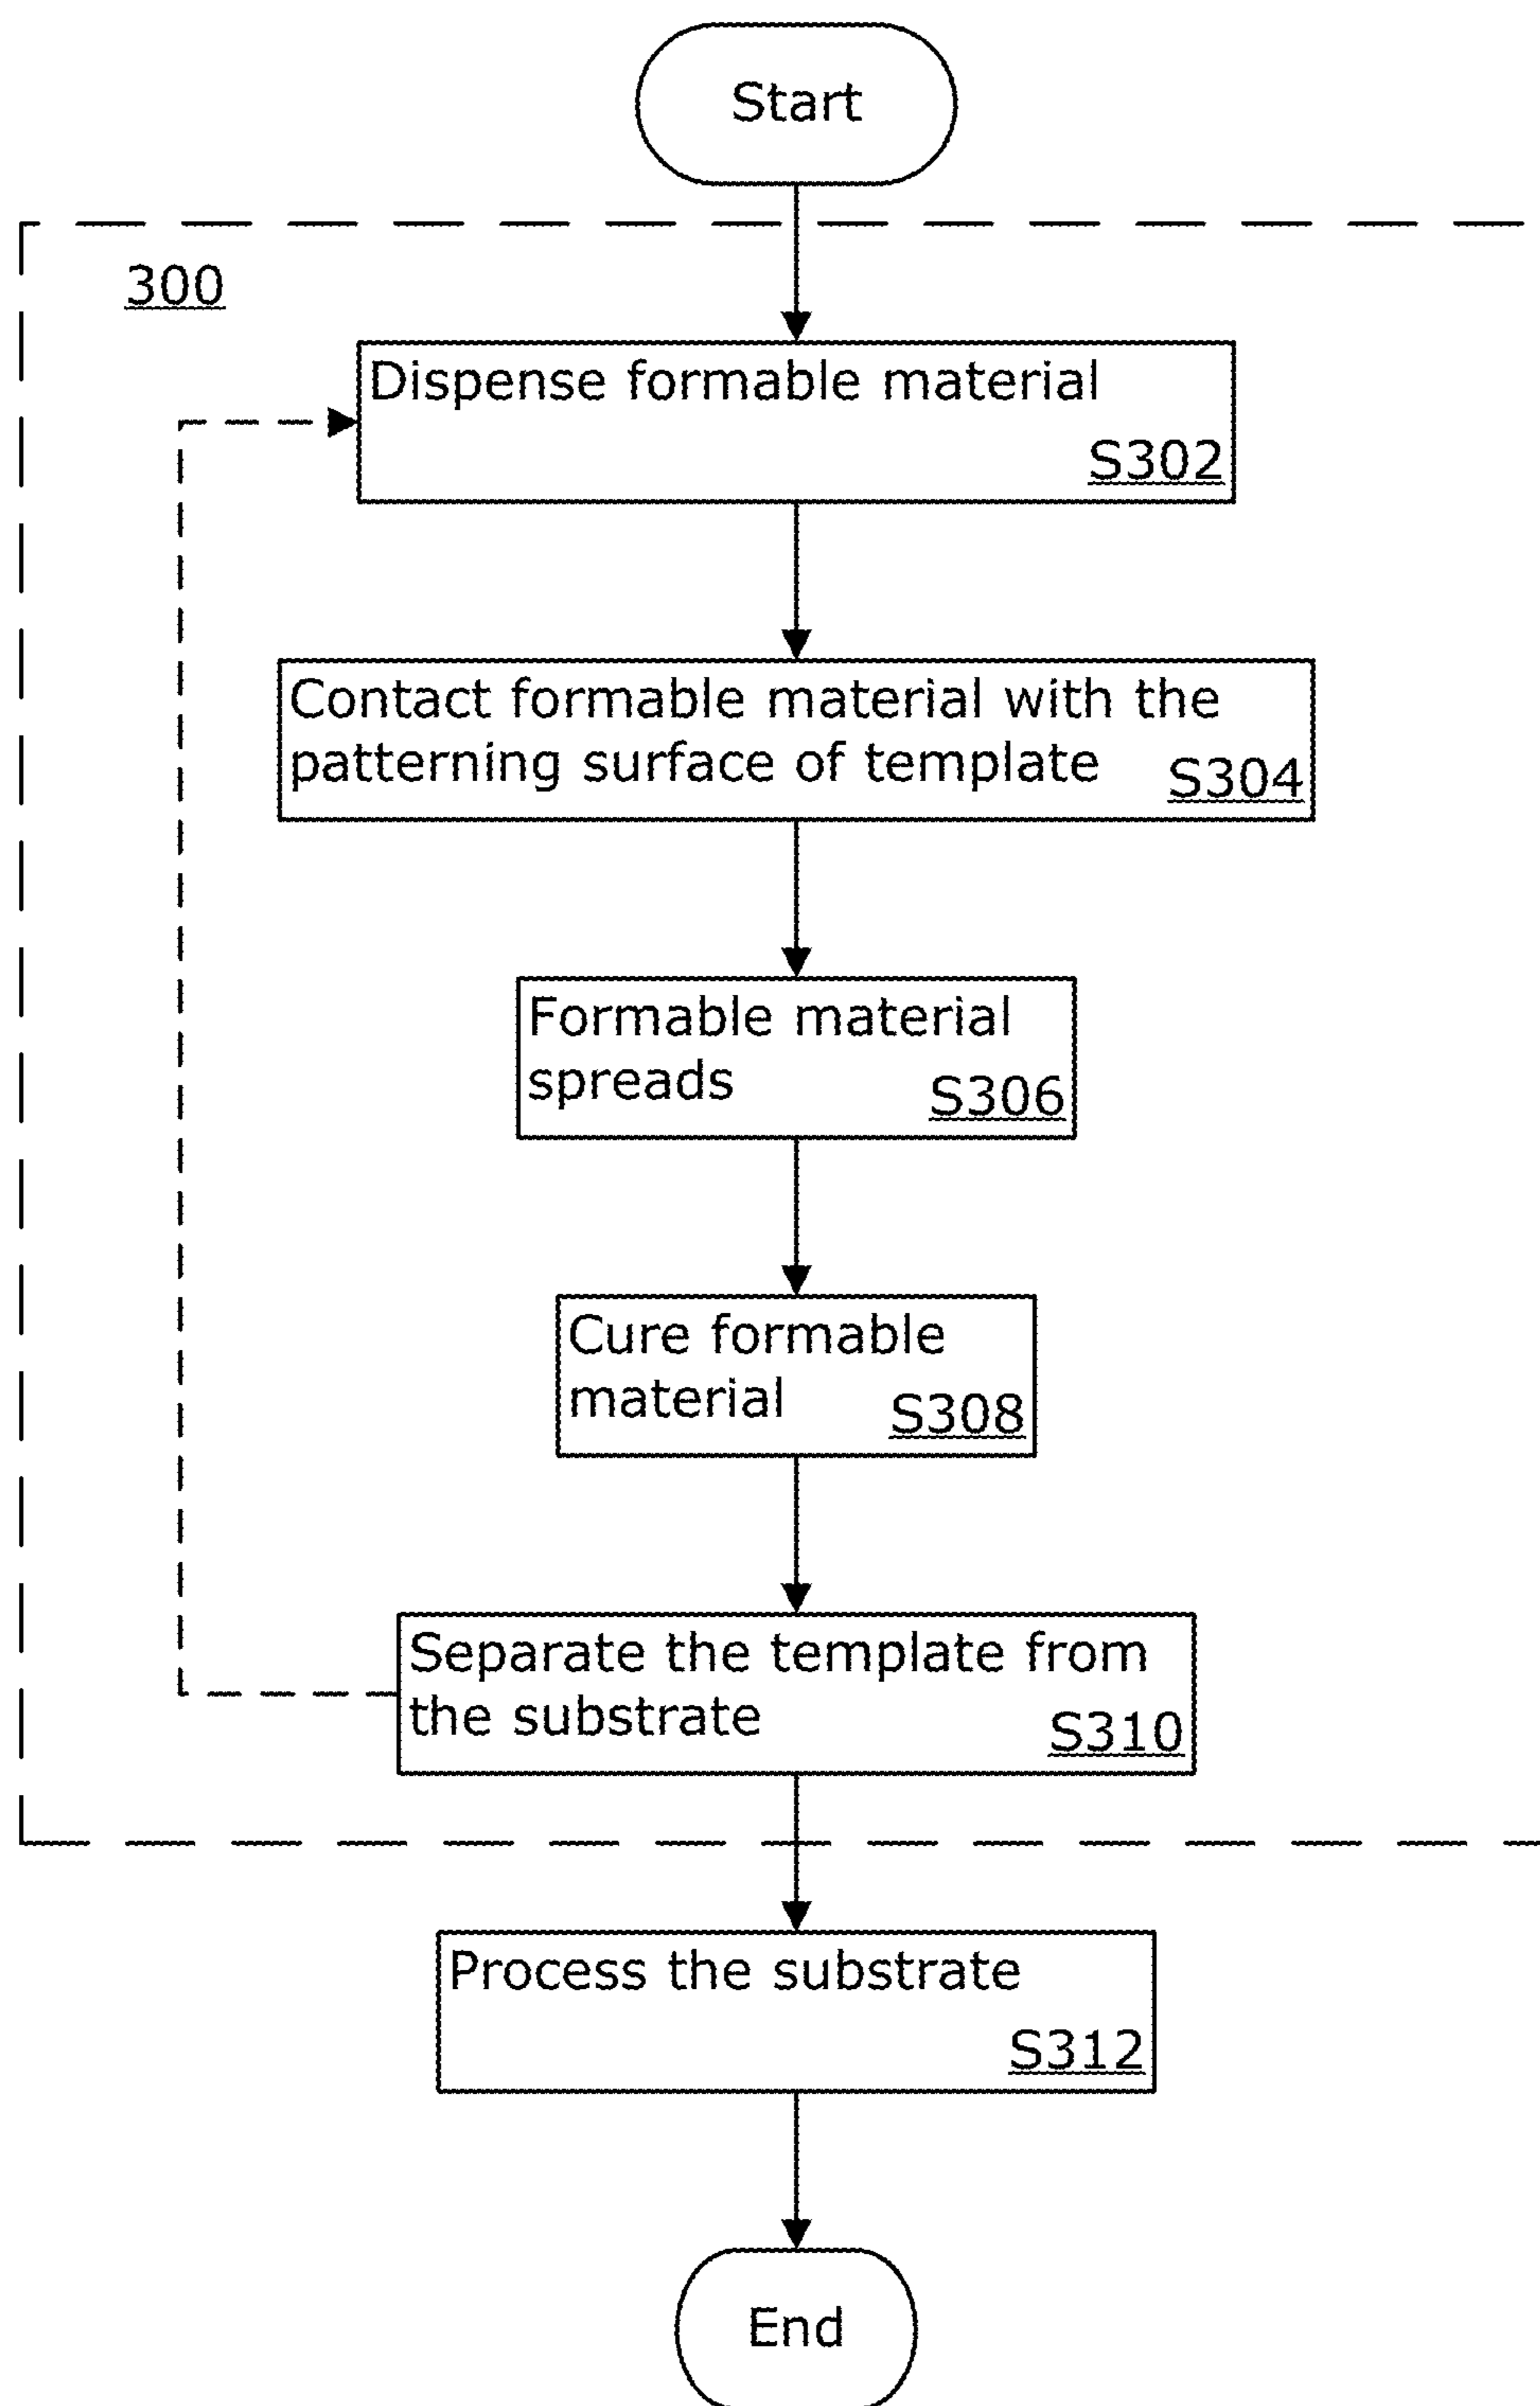 Start
300
Dispense formable material
S302
Contact formable material with the
patterning surface of template
S304
Formable material
spreads
S306
Cure formable
material
S308
Separate the template from
the substrate
S310
Process the substrate
S312
End